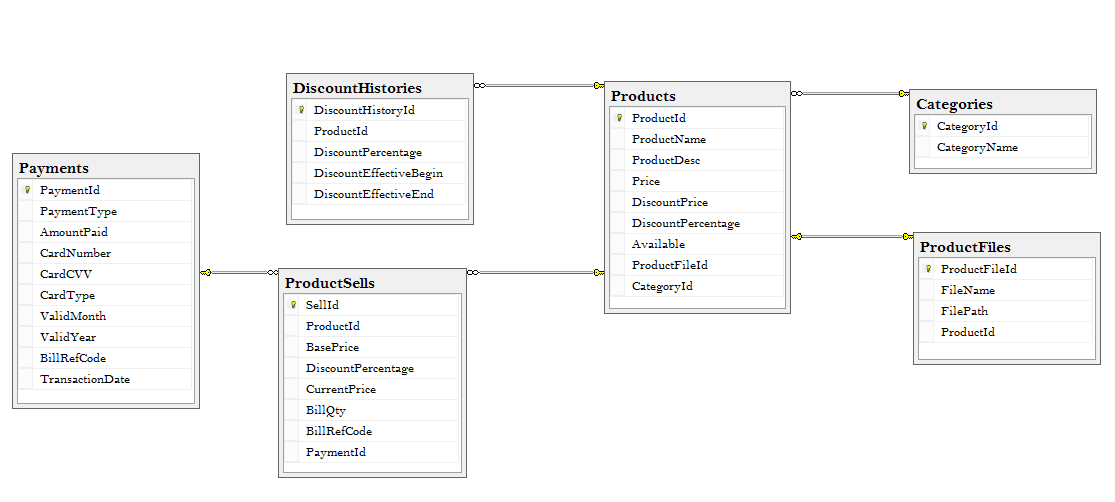 DiscountHistories
DiscountHistoryId
ProductId
DiscountPercentage
DiscountEffectiveBegin
DiscountEffectiveEnd
Products
ProductId
ProductName
ProductDesc
Price
DiscountPrice
DiscountPercentage
Available
ProductFileId
CategoryId
Categories
CategoryId
CategoryName
Payments
PaymentId
PaymentType
AmountPaid
CardNumber
CardCVV
CardType
ValidMonth
ValidYear
BillRefCode
TransactionDate
ProductSells
SellId
ProductId
BasePrice
DiscountPercentage
CurrentPrice
BillQty
BillRefCode
PaymentId
ProductFiles
ProductFileId
FileName
FilePath
ProductId